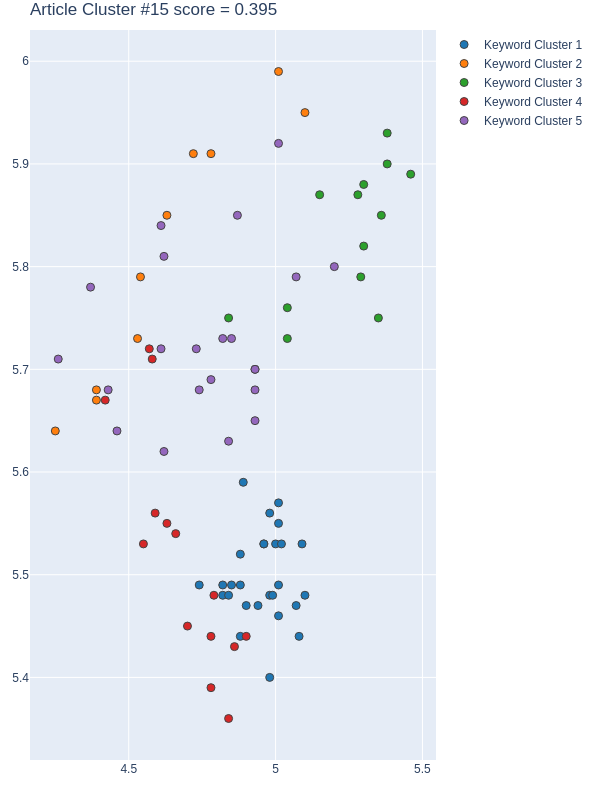 Article Cluster #15 score = 0.395
Keyword Cluster 1
Keyword Cluster 2
Keyword Cluster 3
Keyword Cluster 4
Keyword Cluster 5
6
5.9
5.8
5.7
5.6
5.5
5.4
4.5 5 5.5